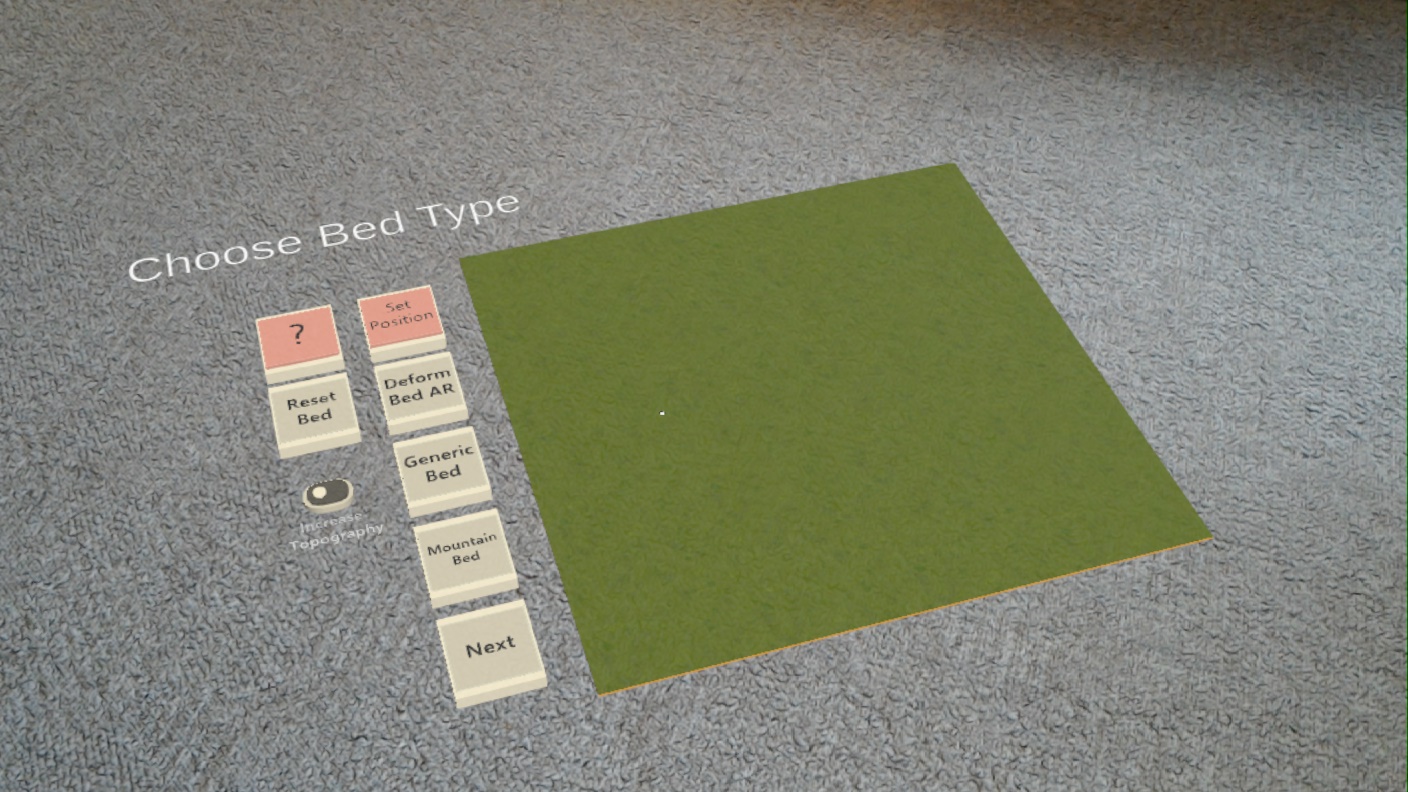 Choose Bed Type
?
Set
Position
Reset
Bed
Deform
Bed AR
Generic
Bed
Increase
Topography
Mountain
Bed
Next